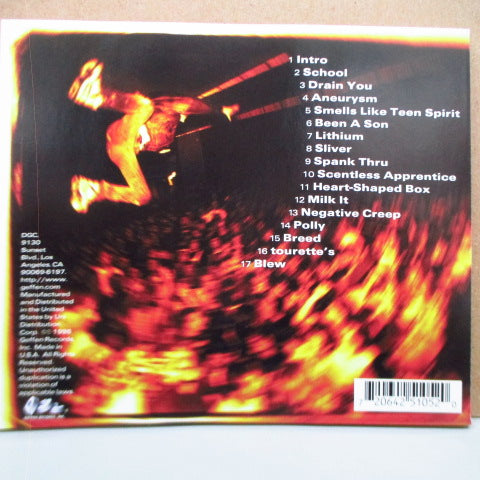 1 Intro
2 School
3 Drain You
4 Aneurysm
5 Smells Like Teen Spirit
6 Been A Son
7 Lithium
8 Sliver
9 Spank Thru
10 Scentless Apprentice
11 Heart-Shaped Box
12 Milk It
13 Negative Creep
14 Polly
15 Breed
16 tourette's
17 Blew
DGC,
9130
Sunset
Blvd., Los
Angeles, CA
90069-6197.
http://www.
geffen.com
Manufactured
and Distributed
in the United
States by Uni
Distribution
Corp. 1996
Geffen Records
Inc. Made in
U.S.A. All Rights
Reserved.
Unauthorized
duplication is a
violation of
applicable laws
7 20642 51052